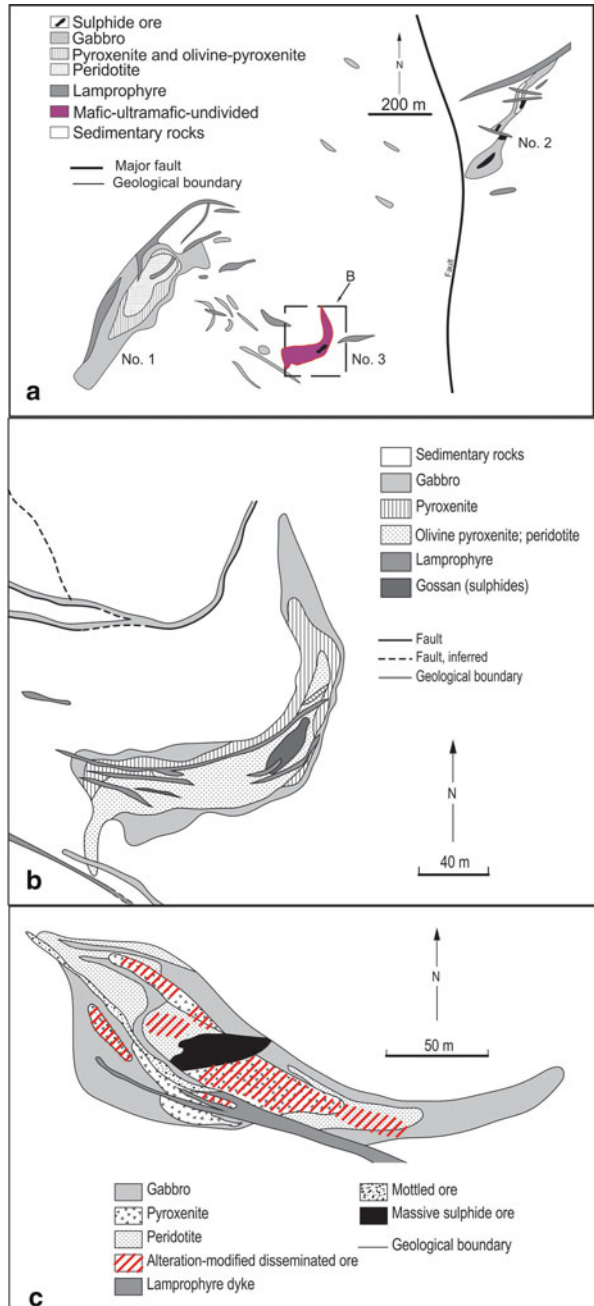 Sulphide ore
Gabbro
Pyroxenite and olivine-pyroxenite
Peridotite
Lamprophyre
Mafic-ultramafic-undivided
Sedimentary rocks
Major fault
Geological boundary
N
200 m
No. 2
Fault
B
No. 1
No. 3
a
Sedimentary rocks
Gabbro
Pyroxenite
Olivine pyroxenite; peridotite
Lamprophyre
Gossan (sulphides)
Fault
Fault, inferred
Geological boundary
N
40 m
b
N
50 m
Gabbro
Pyroxenite
Peridotite
Alteration-modified disseminated ore
Lamprophyre dyke
Mottled ore
Massive sulphide ore
Geological boundary
c